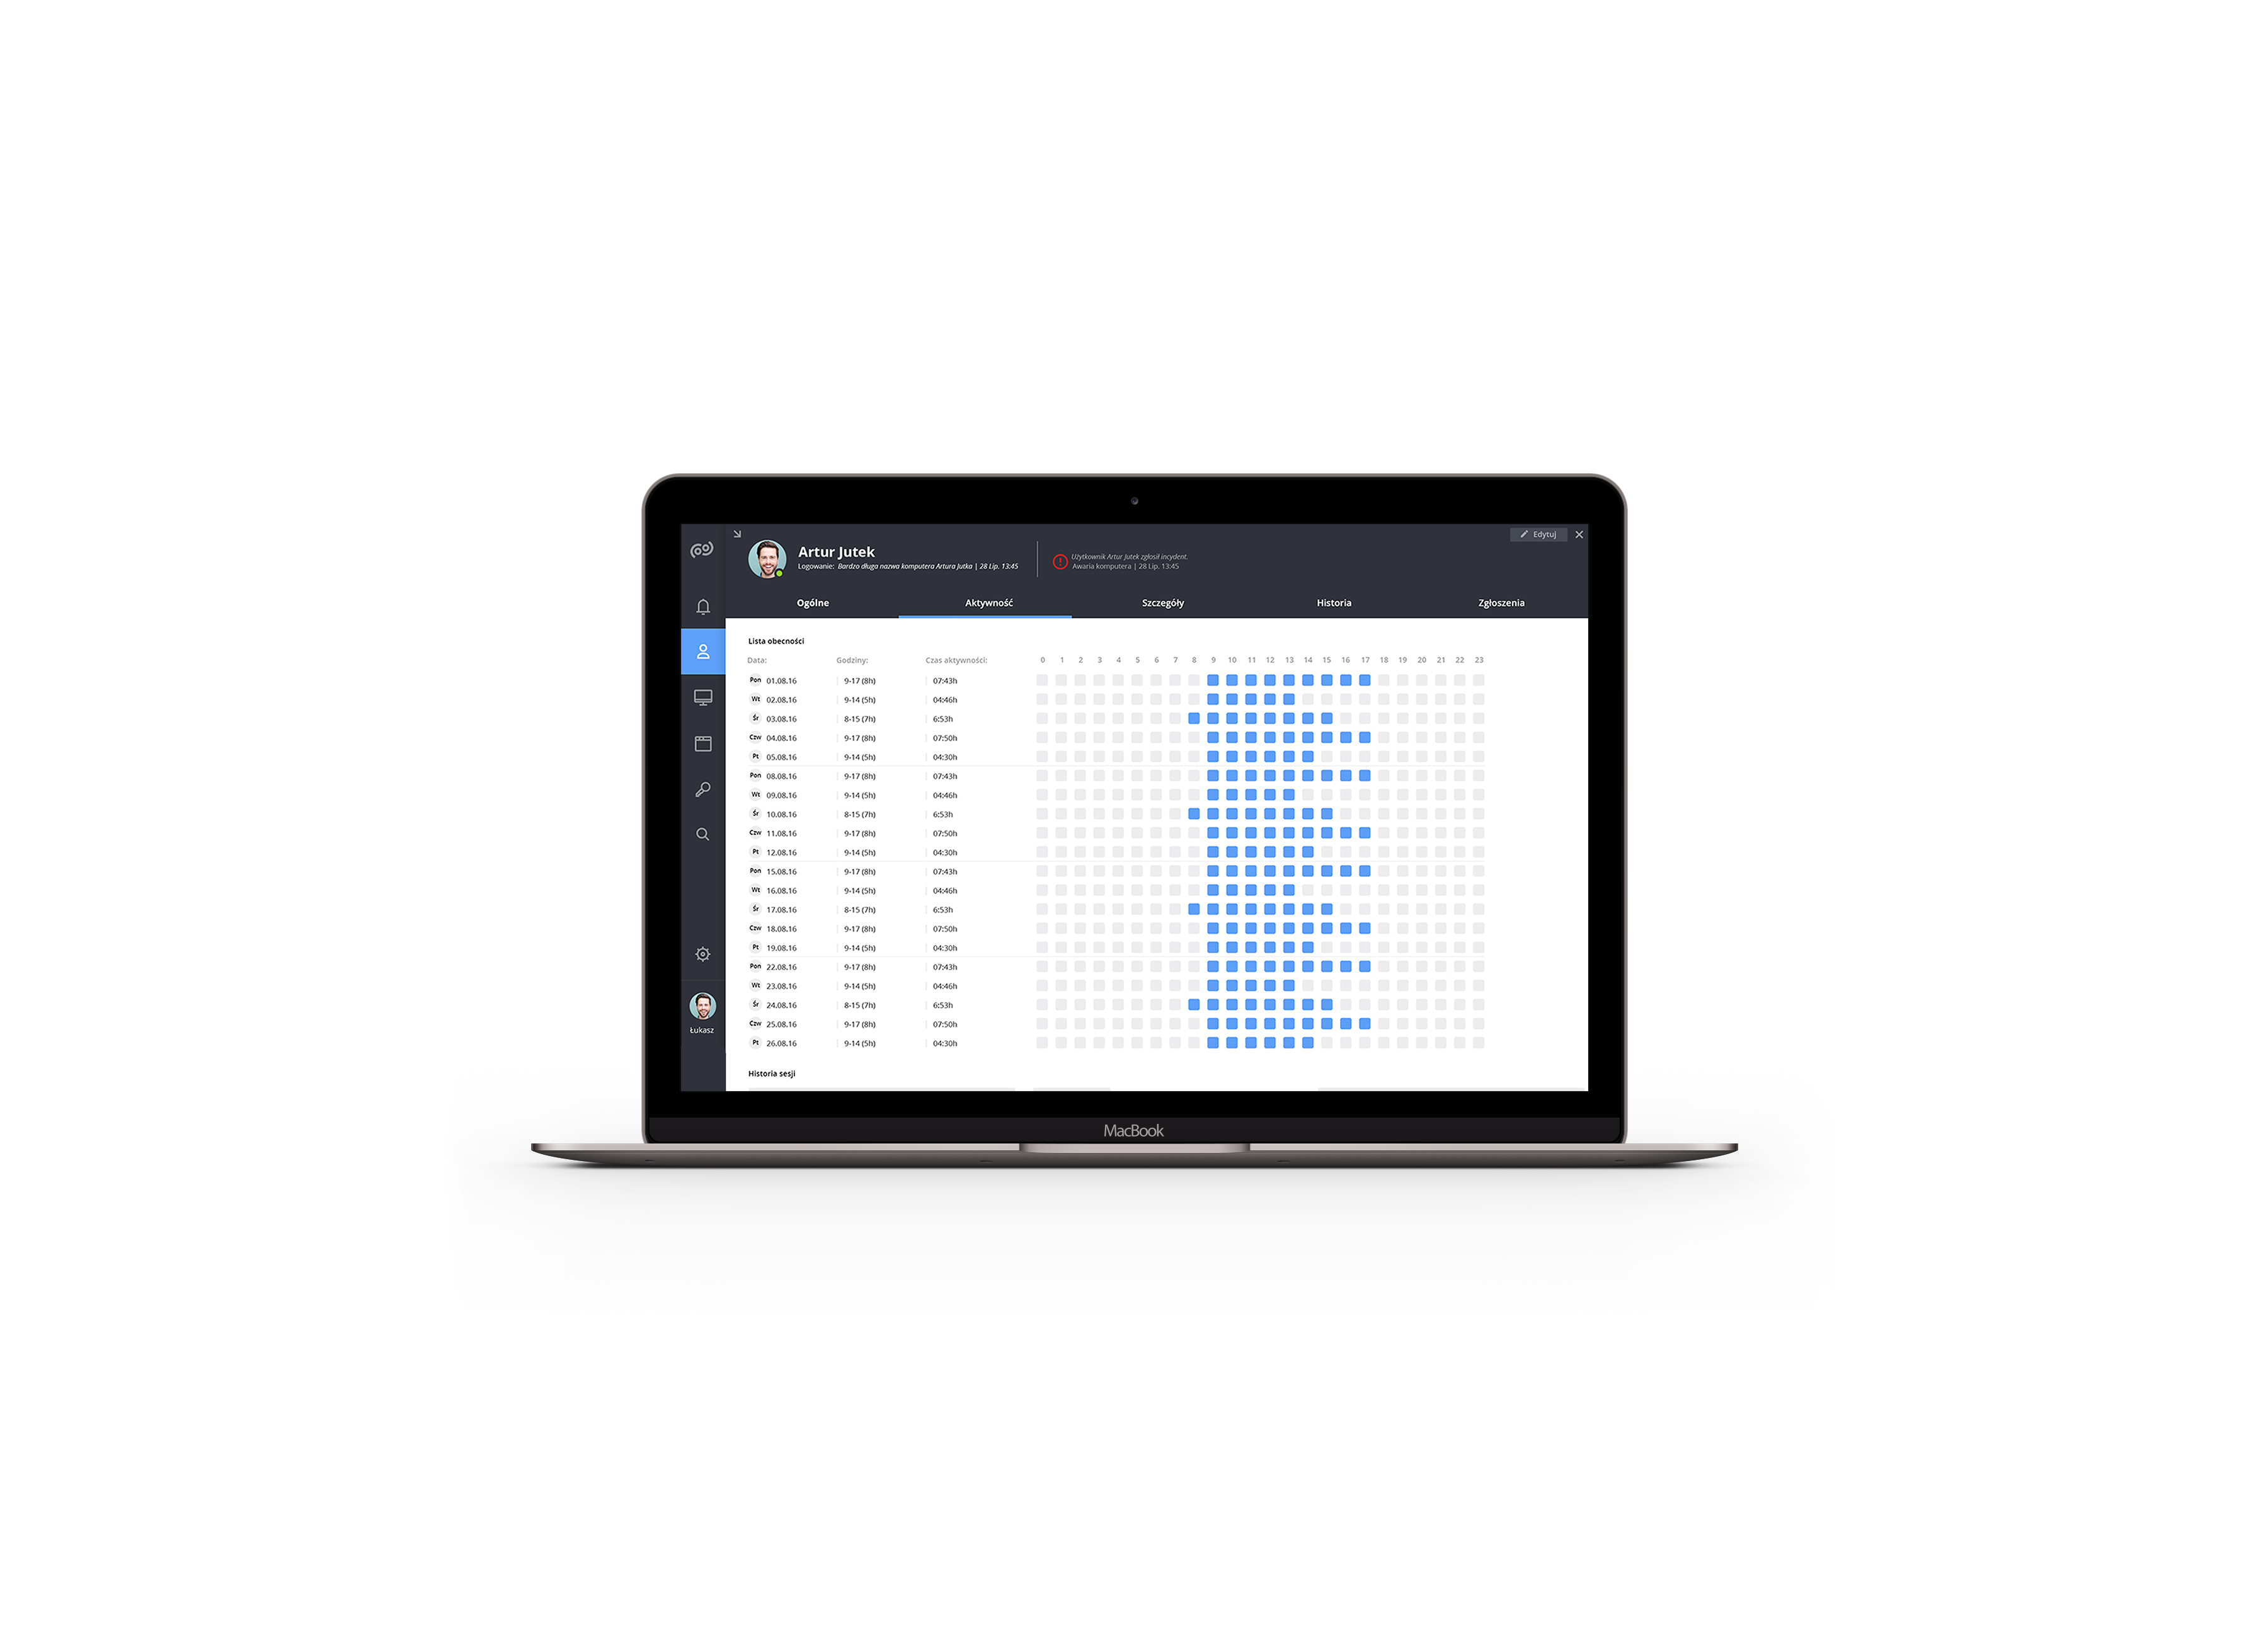 Edytuj
Artur Jutek
Logowanie: Bardzo długa nazwa komputera Artura Jutka | 28 Lip. 13:45
Użytkownik Artur Jutek zgłosił incydent.
Awaria komputera | 28 Lip. 13:45
Ogólne Aktywność Szczegóły Historia Zgłoszenia
Lista obecności
Data: Godziny: Czas aktywności: 0 1 2 3 4 5 6 7 8 9 10 11 12 13 14 15 16 17 18 19 20 21 22 23
Pon 01.08.16 9-17 (8h) 07:43h
Wt 02.08.16 9-14 (5h) 04:46h
Śr 03.08.16 8-15 (7h) 6:53h
Czw 04.08.16 9-17 (8h) 07:50h
Pt 05.08.16 9-14 (5h) 04:30h
Pon 08.08.16 9-17 (8h) 07:43h
Wt 09.08.16 9-14 (5h) 04:46h
Śr 10.08.16 8-15 (7h) 6:53h
Czw 11.08.16 9-17 (8h) 07:50h
Pt 12.08.16 9-14 (5h) 04:30h
Pon 15.08.16 9-17 (8h) 07:43h
Wt 16.08.16 9-14 (5h) 04:46h
Śr 17.08.16 8-15 (7h) 6:53h
Czw 18.08.16 9-17 (8h) 07:50h
Pt 19.08.16 9-14 (5h) 04:30h
Pon 22.08.16 9-17 (8h) 07:43h
Wt 23.08.16 9-14 (5h) 04:46h
Śr 24.08.16 8-15 (7h) 6:53h
Czw 25.08.16 9-17 (8h) 07:50h
Pt 26.08.16 9-14 (5h) 04:30h
Łukasz
Historia sesji
MacBook